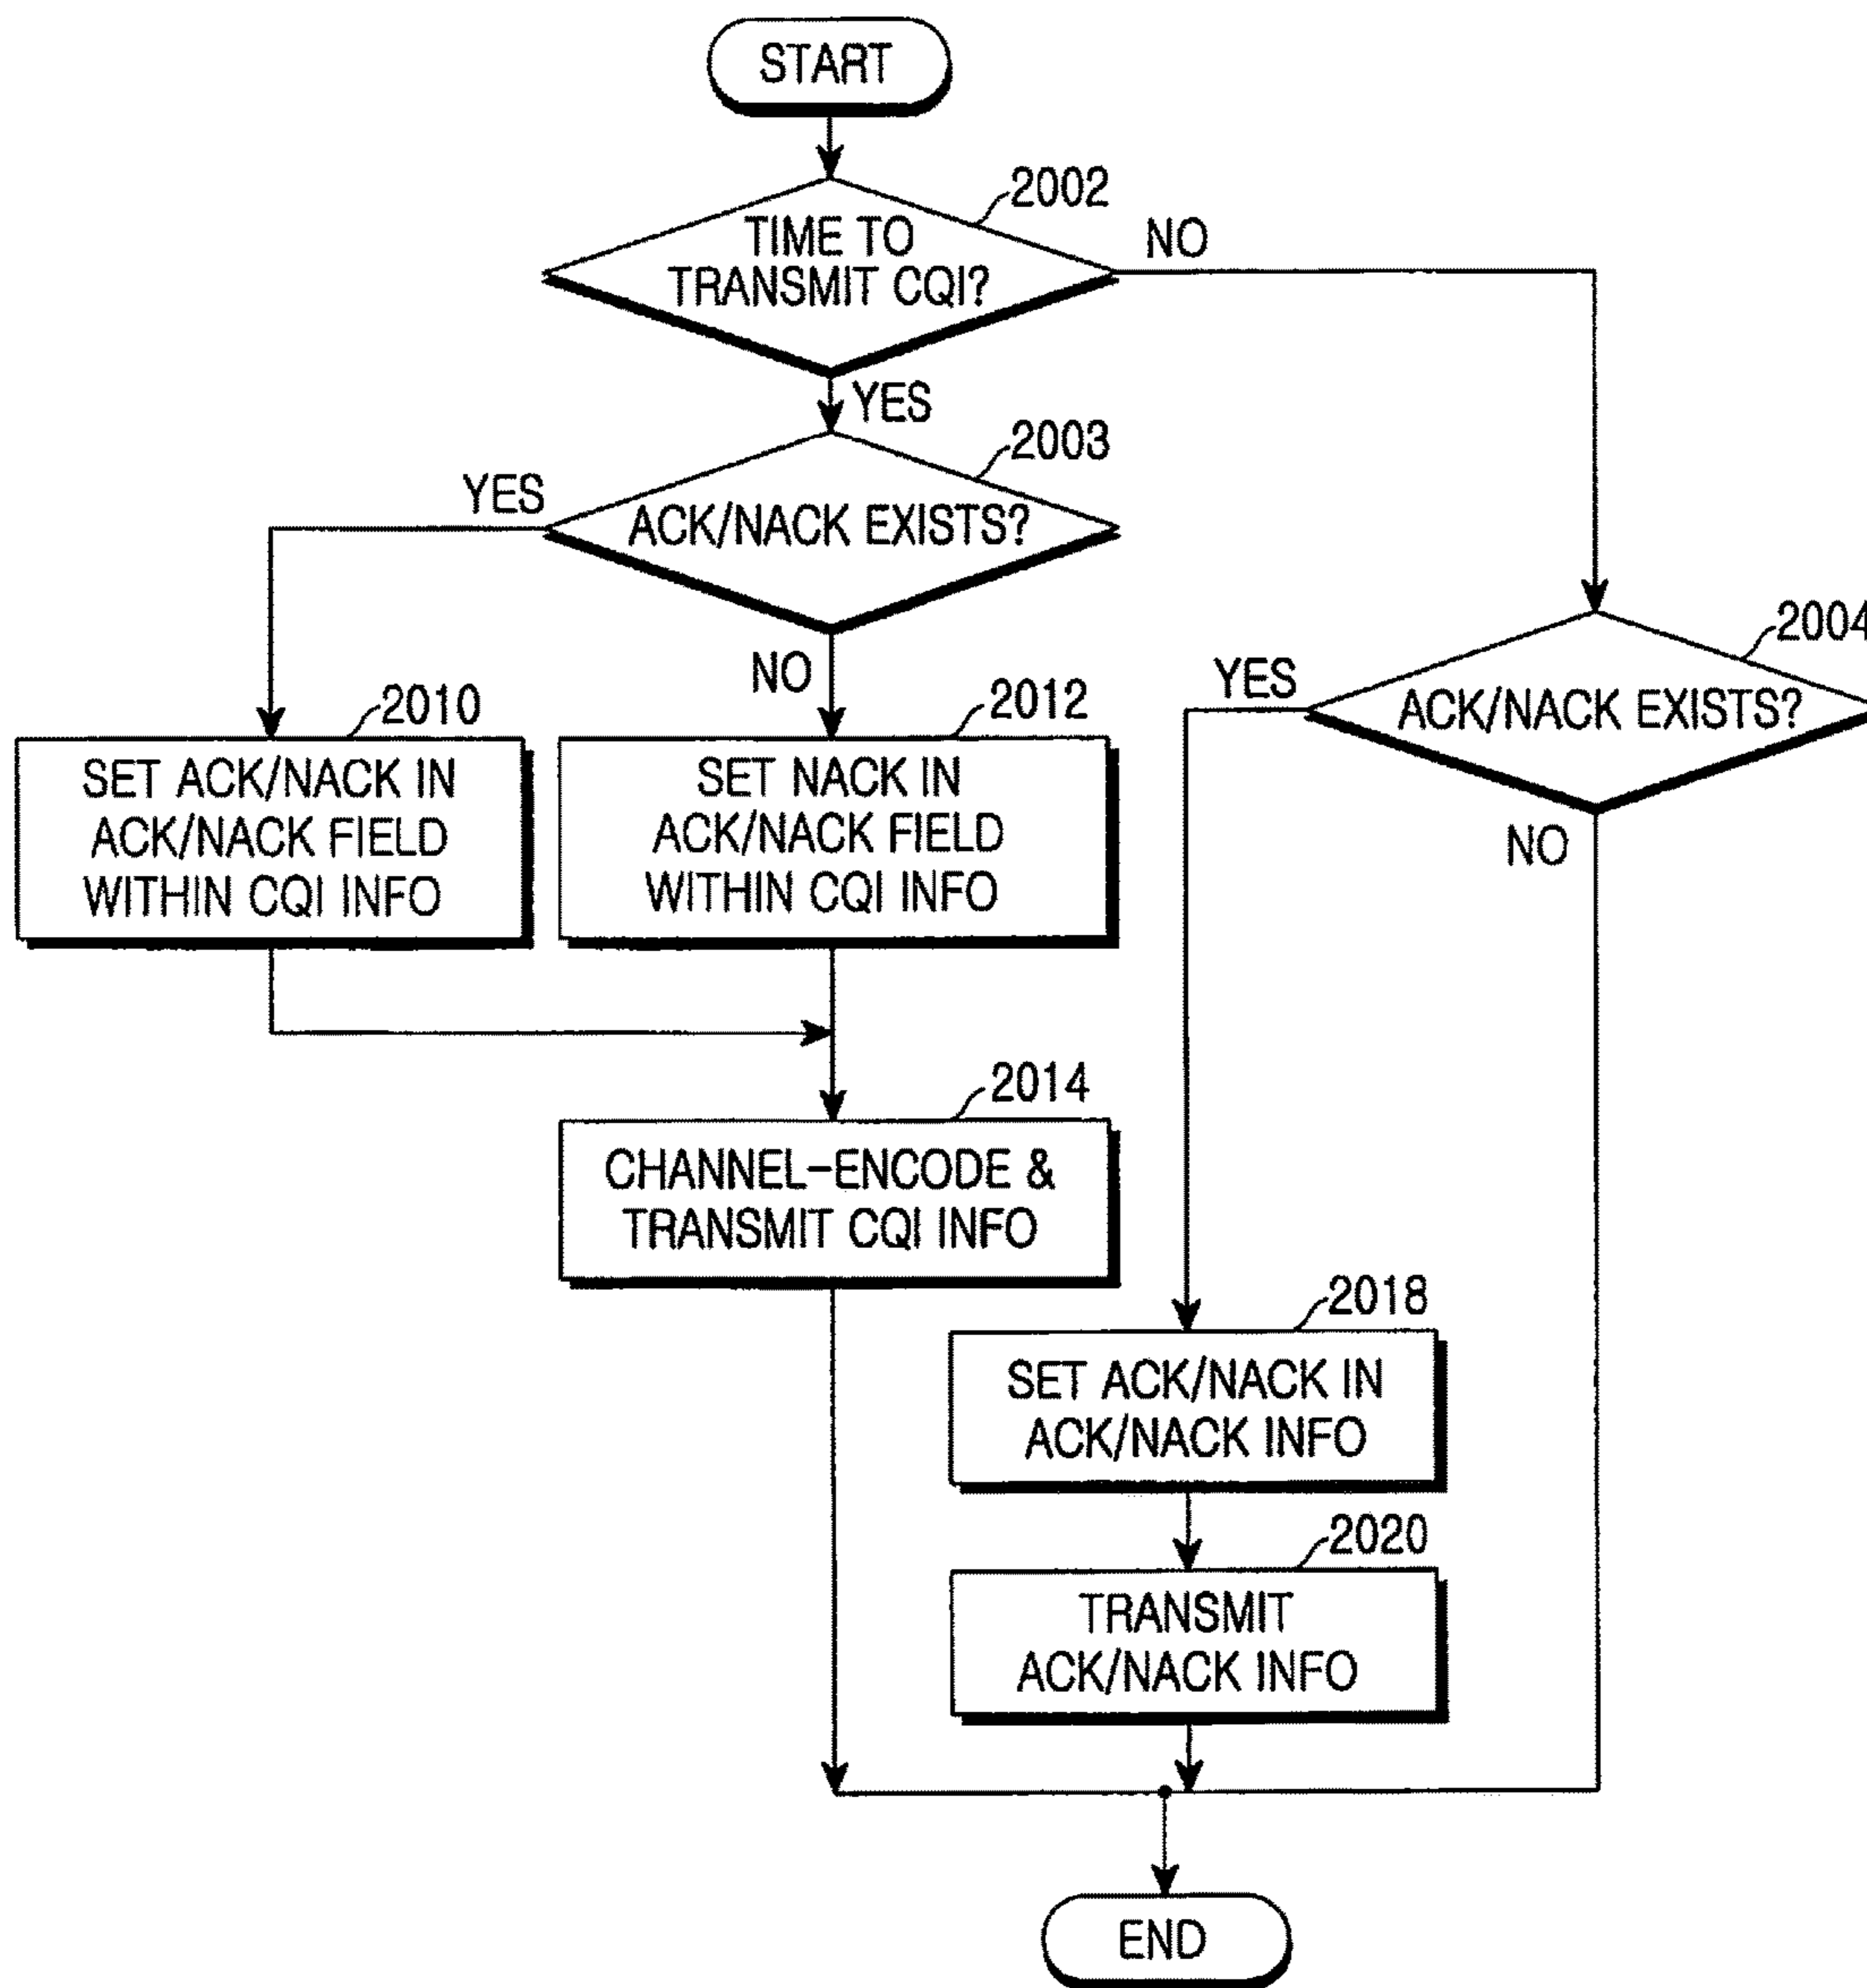 START
2002
TIME TO
TRANSMIT CQI?
NO
YES
2003
ACK/NACK EXISTS?
YES
NO
2004
ACK/NACK EXISTS?
YES
NO
2010
SET ACK/NACK IN
ACK/NACK FIELD
WITHIN CQI INFO
2012
SET NACK IN
ACK/NACK FIELD
WITHIN CQI INFO
2014
CHANNEL-ENCODE &
TRANSMIT CQI INFO
2018
SET ACK/NACK IN
ACK/NACK INFO
2020
TRANSMIT
ACK/NACK INFO
END